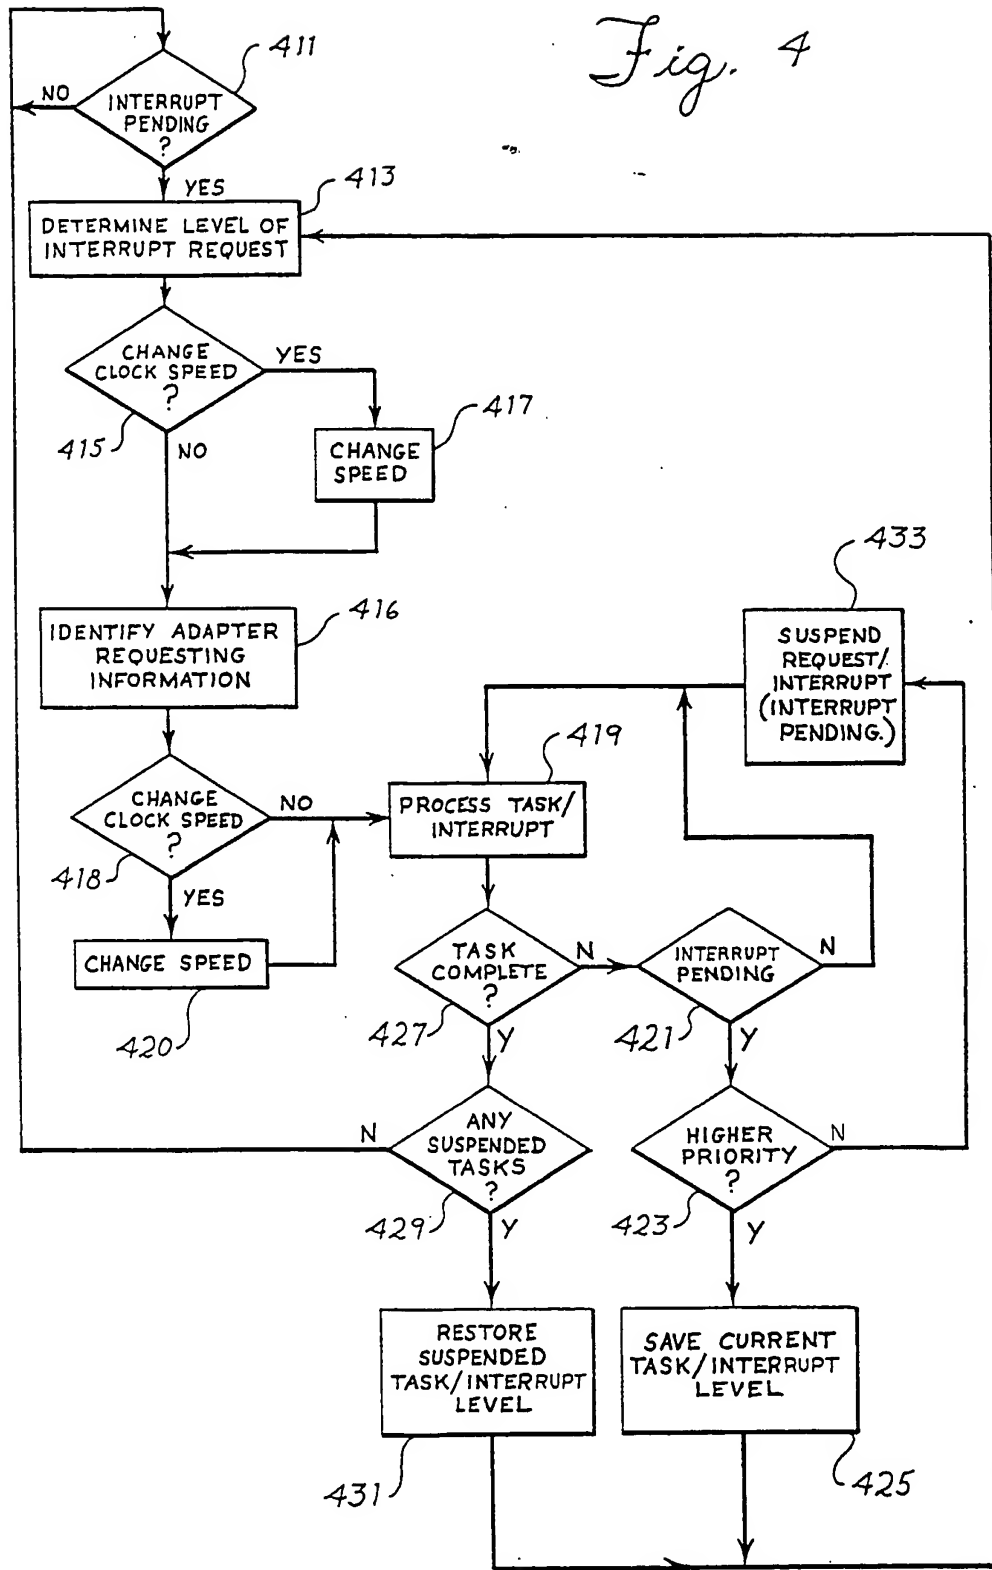 Fig. 4
411
NO
INTERRUPT
PENDING
?
YES
413
DETERMINE LEVEL OF
INTERRUPT REQUEST
CHANGE
CLOCK SPEED
?
YES
415
NO
417
CHANGE
SPEED
416
IDENTIFY ADAPTER
REQUESTING
INFORMATION
433
SUSPEND
REQUEST/
INTERRUPT
(INTERRUPT
PENDING.)
CHANGE
CLOCK SPEED
?
NO
418
YES
419
PROCESS TASK/
INTERRUPT
CHANGE SPEED
420
TASK
COMPLETE
?
N
427
Y
INTERRUPT
PENDING
N
421
Y
N
ANY
SUSPENDED
TASKS
?
429
Y
HIGHER
PRIORITY
?
N
423
Y
RESTORE
SUSPENDED
TASK/INTERRUPT
LEVEL
431
SAVE CURRENT
TASK/INTERRUPT
LEVEL
425